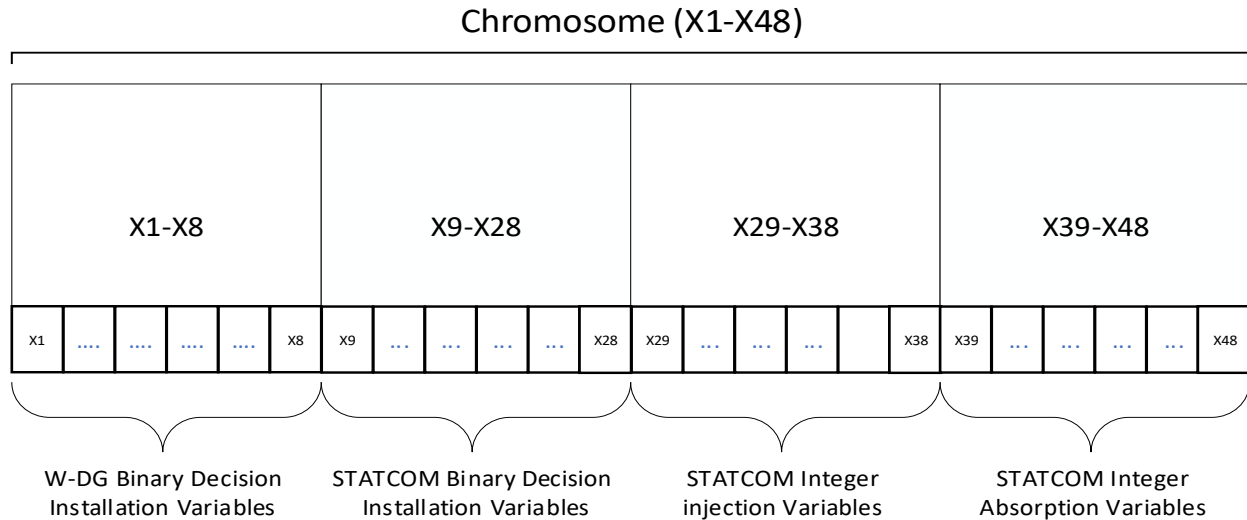 Chromosome (X1-X48)
X1-X8 X9-X28 X29-X38 X39-X48
X1 .... .... .... .... X8 X9 ... ... ... ... X28 X29 ... ... ... X38 X39 ... ... ... ... X48
W-DG Binary Decision Installation Variables
STATCOM Binary Decision Installation Variables
STATCOM Integer injection Variables
STATCOM Integer Absorption Variables